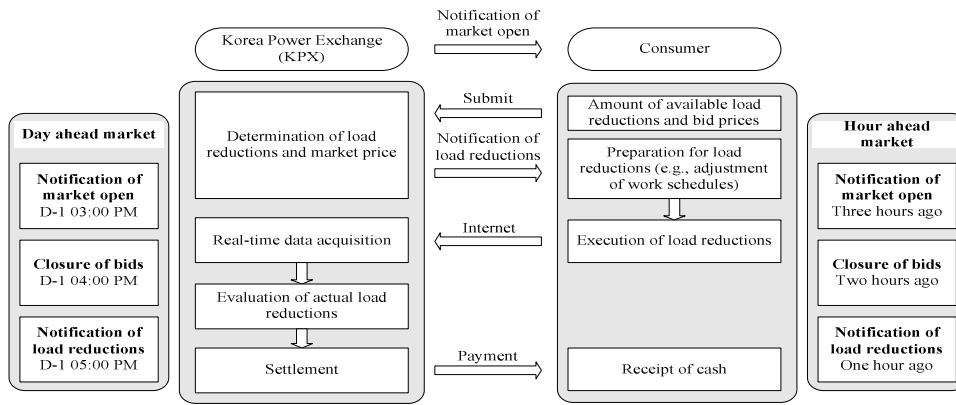 Korea Power Exchange
(KPX)
Notification of
market open
Consumer
Day ahead market
Notification of
market open
D-1 03:00 PM
Closure of bids
D-1 04:00 PM
Notification of
load reductions
D-1 05:00 PM
Determination of load
reductions and market price
Real-time data acquisition
Evaluation of actual load
reductions
Settlement
Submit
Notification
of load reductions
Internet
Payment
Amount of available load
reductions and bid prices
Preparation for load
reductions (e.g., adjustment
of work schedules)
Execution of load reductions
Receipt of cash
Hour ahead
market
Notification of
market open
Three hours ago
Closure of bids
Two hours ago
Notification of
load reductions
One hour ago